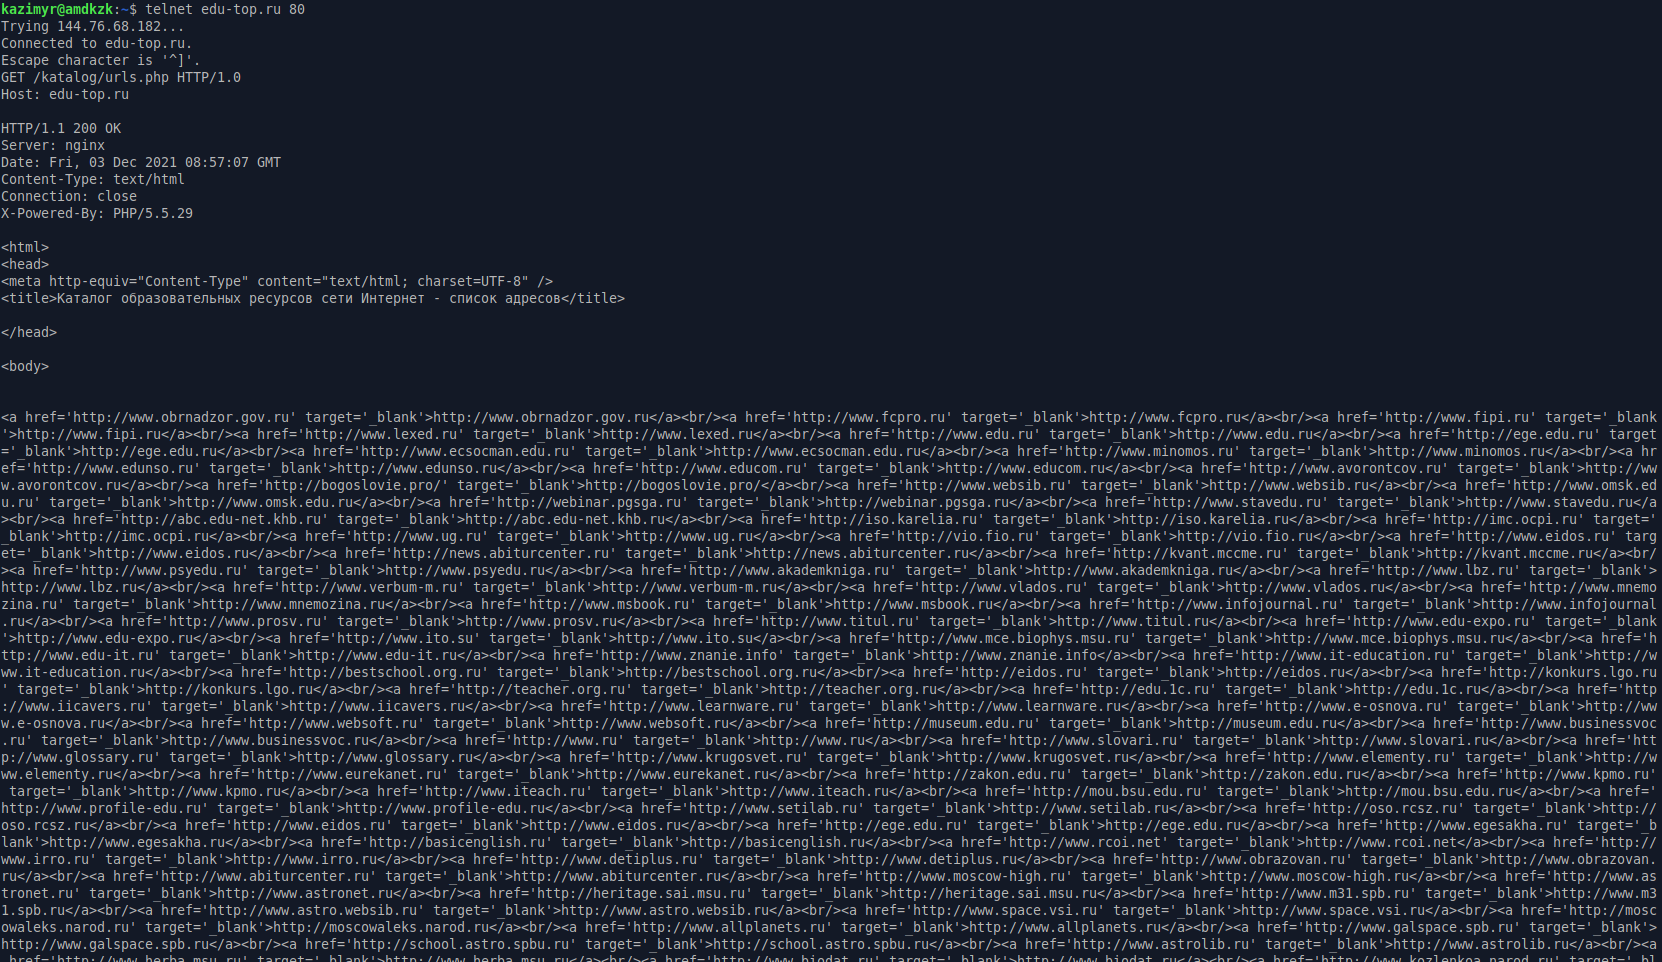 kazimyr@amdkzk:~$ telnet edu-top.ru 80
Trying 144.76.68.182...
Connected to edu-top.ru.
Escape character is '^]'.
GET /katalog/urls.php HTTP/1.0
Host: edu-top.ru
HTTP/1.1 200 OK
Server: nginx
Date: Fri, 03 Dec 2021 08:57:07 GMT
Content-Type: text/html
Connection: close
X-Powered-By: PHP/5.5.29
<html>
<head>
<meta http-equiv="Content-Type" content="text/html; charset=UTF-8" />
<title>Каталог образовательных ресурсов сети Интернет - список адресов</title>
</head>
<body>
<a href='http://www.obrnadzor.gov.ru' target='_blank'>http://www.obrnadzor.gov.ru</a><br/><a href='http://www.fcpro.ru' target='_blank'>http://www.fcpro.ru</a><br/><a href='http://www.fipi.ru' target='_blank
'>http://www.fipi.ru</a><br/><a href='http://www.lexed.ru' target='_blank'>http://www.lexed.ru</a><br/><a href='http://www.edu.ru' target='_blank'>http://www.edu.ru</a><br/><a href='http://ege.edu.ru' target
='_blank'>http://ege.edu.ru</a><br/><a href='http://www.ecsocman.edu.ru' target='_blank'>http://www.ecsocman.edu.ru</a><br/><a href='http://www.minomos.ru' target='_blank'>http://www.minomos.ru</a><br/><a hr
ef='http://www.edunso.ru' target='_blank'>http://www.edunso.ru</a><br/><a href='http://www.educom.ru' target='_blank'>http://www.educom.ru</a><br/><a href='http://www.avorontcov.ru' target='_blank'>http://ww
w.avorontcov.ru</a><br/><a href='http://bogoslovie.pro/' target='_blank'>http://bogoslovie.pro/</a><br/><a href='http://www.websib.ru' target='_blank'>http://www.websib.ru</a><br/><a href='http://www.omsk.ed
u.ru' target='_blank'>http://www.omsk.edu.ru</a><br/><a href='http://webinar.pgsga.ru' target='_blank'>http://webinar.pgsga.ru</a><br/><a href='http://www.stavedu.ru' target='_blank'>http://www.stavedu.ru</a
><br/><a href='http://abc.edu-net.khb.ru' target='_blank'>http://abc.edu-net.khb.ru</a><br/><a href='http://iso.karelia.ru' target='_blank'>http://iso.karelia.ru</a><br/><a href='http://imc.ocpi.ru' target='
_blank'>http://imc.ocpi.ru</a><br/><a href='http://www.ug.ru' target='_blank'>http://www.ug.ru</a><br/><a href='http://vio.fio.ru' target='_blank'>http://vio.fio.ru</a><br/><a href='http://www.eidos.ru' targ
et='_blank'>http://www.eidos.ru</a><br/><a href='http://news.abiturcenter.ru' target='_blank'>http://news.abiturcenter.ru</a><br/><a href='http://kvant.mccme.ru' target='_blank'>http://kvant.mccme.ru</a><br/
><a href='http://www.psyedu.ru' target='_blank'>http://www.psyedu.ru</a><br/><a href='http://www.akademkniga.ru' target='_blank'>http://www.akademkniga.ru</a><br/><a href='http://www.lbz.ru' target='_blank'>
http://www.lbz.ru</a><br/><a href='http://www.verbum-m.ru' target='_blank'>http://www.verbum-m.ru</a><br/><a href='http://www.vlados.ru' target='_blank'>http://www.vlados.ru</a><br/><a href='http://www.mnemo
zina.ru' target='_blank'>http://www.mnemozina.ru</a><br/><a href='http://www.msbook.ru' target='_blank'>http://www.msbook.ru</a><br/><a href='http://www.infojournal.ru' target='_blank'>http://www.infojournal
.ru</a><br/><a href='http://www.prosv.ru' target='_blank'>http://www.prosv.ru</a><br/><a href='http://www.titul.ru' target='_blank'>http://www.titul.ru</a><br/><a href='http://www.edu-expo.ru' target='_blank
'>http://www.edu-expo.ru</a><br/><a href='http://www.ito.su' target='_blank'>http://www.ito.su</a><br/><a href='http://www.mce.biophys.msu.ru' target='_blank'>http://www.mce.biophys.msu.ru</a><br/><a href='h
ttp://www.edu-it.ru' target='_blank'>http://www.edu-it.ru</a><br/><a href='http://www.znanie.info' target='_blank'>http://www.znanie.info</a><br/><a href='http://www.it-education.ru' target='_blank'>http://w
ww.it-education.ru</a><br/><a href='http://bestschool.org.ru' target='_blank'>http://bestschool.org.ru</a><br/><a href='http://eidos.ru' target='_blank'>http://eidos.ru</a><br/><a href='http://konkurs.lgo.ru
' target='_blank'>http://konkurs.lgo.ru</a><br/><a href='http://teacher.org.ru' target='_blank'>http://teacher.org.ru</a><br/><a href='http://edu.1c.ru' target='_blank'>http://edu.1c.ru</a><br/><a href='http
://www.iicavers.ru' target='_blank'>http://www.iicavers.ru</a><br/><a href='http://www.learnware.ru' target='_blank'>http://www.learnware.ru</a><br/><a href='http://www.e-osnova.ru' target='_blank'>http://ww
w.e-osnova.ru</a><br/><a href='http://www.websoft.ru' target='_blank'>http://www.websoft.ru</a><br/><a href='http://museum.edu.ru' target='_blank'>http://museum.edu.ru</a><br/><a href='http://www.businessvoc
.ru' target='_blank'>http://www.businessvoc.ru</a><br/><a href='http://www.ru' target='_blank'>http://www.ru</a><br/><a href='http://www.slovari.ru' target='_blank'>http://www.slovari.ru</a><br/><a href='htt
p://www.glossary.ru' target='_blank'>http://www.glossary.ru</a><br/><a href='http://www.krugosvet.ru' target='_blank'>http://www.krugosvet.ru</a><br/><a href='http://www.elementy.ru' target='_blank'>http://w
ww.elementy.ru</a><br/><a href='http://www.eurekanet.ru' target='_blank'>http://www.eurekanet.ru</a><br/><a href='http://zakon.edu.ru' target='_blank'>http://zakon.edu.ru</a><br/><a href='http://www.kpmo.ru'
 target='_blank'>http://www.kpmo.ru</a><br/><a href='http://www.iteach.ru' target='_blank'>http://www.iteach.ru</a><br/><a href='http://mou.bsu.edu.ru' target='_blank'>http://mou.bsu.edu.ru</a><br/><a href='
http://www.profile-edu.ru' target='_blank'>http://www.profile-edu.ru</a><br/><a href='http://www.setilab.ru' target='_blank'>http://www.setilab.ru</a><br/><a href='http://oso.rcsz.ru' target='_blank'>http://
oso.rcsz.ru</a><br/><a href='http://www.eidos.ru' target='_blank'>http://www.eidos.ru</a><br/><a href='http://ege.edu.ru' target='_blank'>http://ege.edu.ru</a><br/><a href='http://www.egesakha.ru' target='_b
lank'>http://www.egesakha.ru</a><br/><a href='http://basicenglish.ru' target='_blank'>http://basicenglish.ru</a><br/><a href='http://www.rcoi.net' target='_blank'>http://www.rcoi.net</a><br/><a href='http://
www.irro.ru' target='_blank'>http://www.irro.ru</a><br/><a href='http://www.detiplus.ru' target='_blank'>http://www.detiplus.ru</a><br/><a href='http://www.obrazovan.ru' target='_blank'>http://www.obrazovan.
ru</a><br/><a href='http://www.abiturcenter.ru' target='_blank'>http://www.abiturcenter.ru</a><br/><a href='http://www.moscow-high.ru' target='_blank'>http://www.moscow-high.ru</a><br/><a href='http://www.as
tronet.ru' target='_blank'>http://www.astronet.ru</a><br/><a href='http://heritage.sai.msu.ru' target='_blank'>http://heritage.sai.msu.ru</a><br/><a href='http://www.m31.spb.ru' target='_blank'>http://www.m3
1.spb.ru</a><br/><a href='http://www.astro.websib.ru' target='_blank'>http://www.astro.websib.ru</a><br/><a href='http://www.space.vsi.ru' target='_blank'>http://www.space.vsi.ru</a><br/><a href='http://mosc
owaleks.narod.ru' target='_blank'>http://moscowaleks.narod.ru</a><br/><a href='http://www.allplanets.ru' target='_blank'>http://www.allplanets.ru</a><br/><a href='http://www.galspace.spb.ru' target='_blank'>
http://www.galspace.spb.ru</a><br/><a href='http://school.astro.spbu.ru' target='_blank'>http://school.astro.spbu.ru</a><br/><a href='http://www.astrolib.ru' target='_blank'>http://www.astrolib.ru</a><br/><a
 href='http://www.herba.msu.ru' target='_blank'>http://www.herba.msu.ru</a><br/><a href='http://www.biodat.ru' target='_blank'>http://www.biodat.ru</a><br/><a href='http://www.kozlenkoa.narod.ru' target='_bl